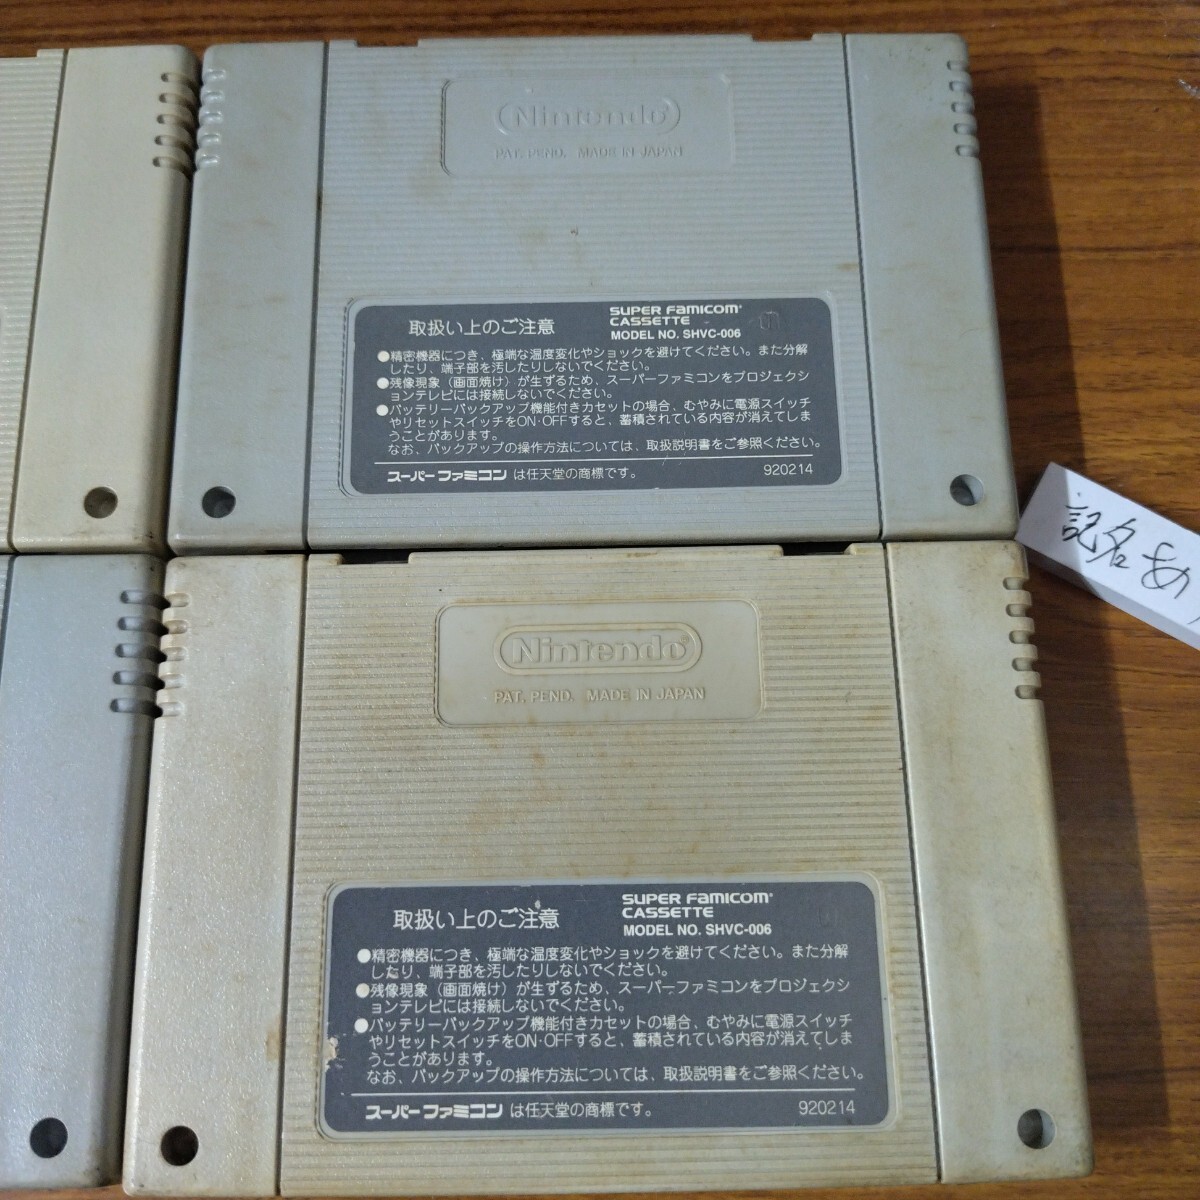 Nintendo
PAT. PEND. MADE IN JAPAN
取扱い上のご注意
SUPER FAMICOM
CASSETTE
MODEL NO. SHVC-006
●精密機器につき、極端な温度変化やショックを避けてください。また分解
したり、端子部を汚したりしないでください。
●残像現象（画面焼け）が生ずるため、スーパーファミコンをプロジェクシ
ョンテレビには接続しないでください。
●バッテリーバックアップ機能付きカセットの場合、むやみに電源スイッチ
やリセットスイッチをON·OFFすると、蓄積されている内容が消えてしま
うことがあります。
なお、バックアップの操作方法については、取扱説明書をご参照ください。
スーパーファミコンは任天堂の商標です。
920214
記名あ
Nintendo
PAT. PEND. MADE IN JAPAN
取扱い上のご注意
SUPER FAMICOM
CASSETTE
MODEL NO. SHVC-006
●精密機器につき、極端な温度変化やショックを避けてください。また分解
したり、端子部を汚したりしないでください。
●残像現象（画面焼け）が生ずるため、スーパーファミコンをプロジェクシ
ョンテレビには接続しないでください。
●バッテリーバックアップ機能付きカセットの場合、むやみに電源スイッチ
やリセットスイッチをON·OFFすると、蓄積されている内容が消えてしま
うことがあります。
なお、バックアップの操作方法については、取扱説明書をご参照ください。
スーパーファミコンは任天堂の商標です。
920214